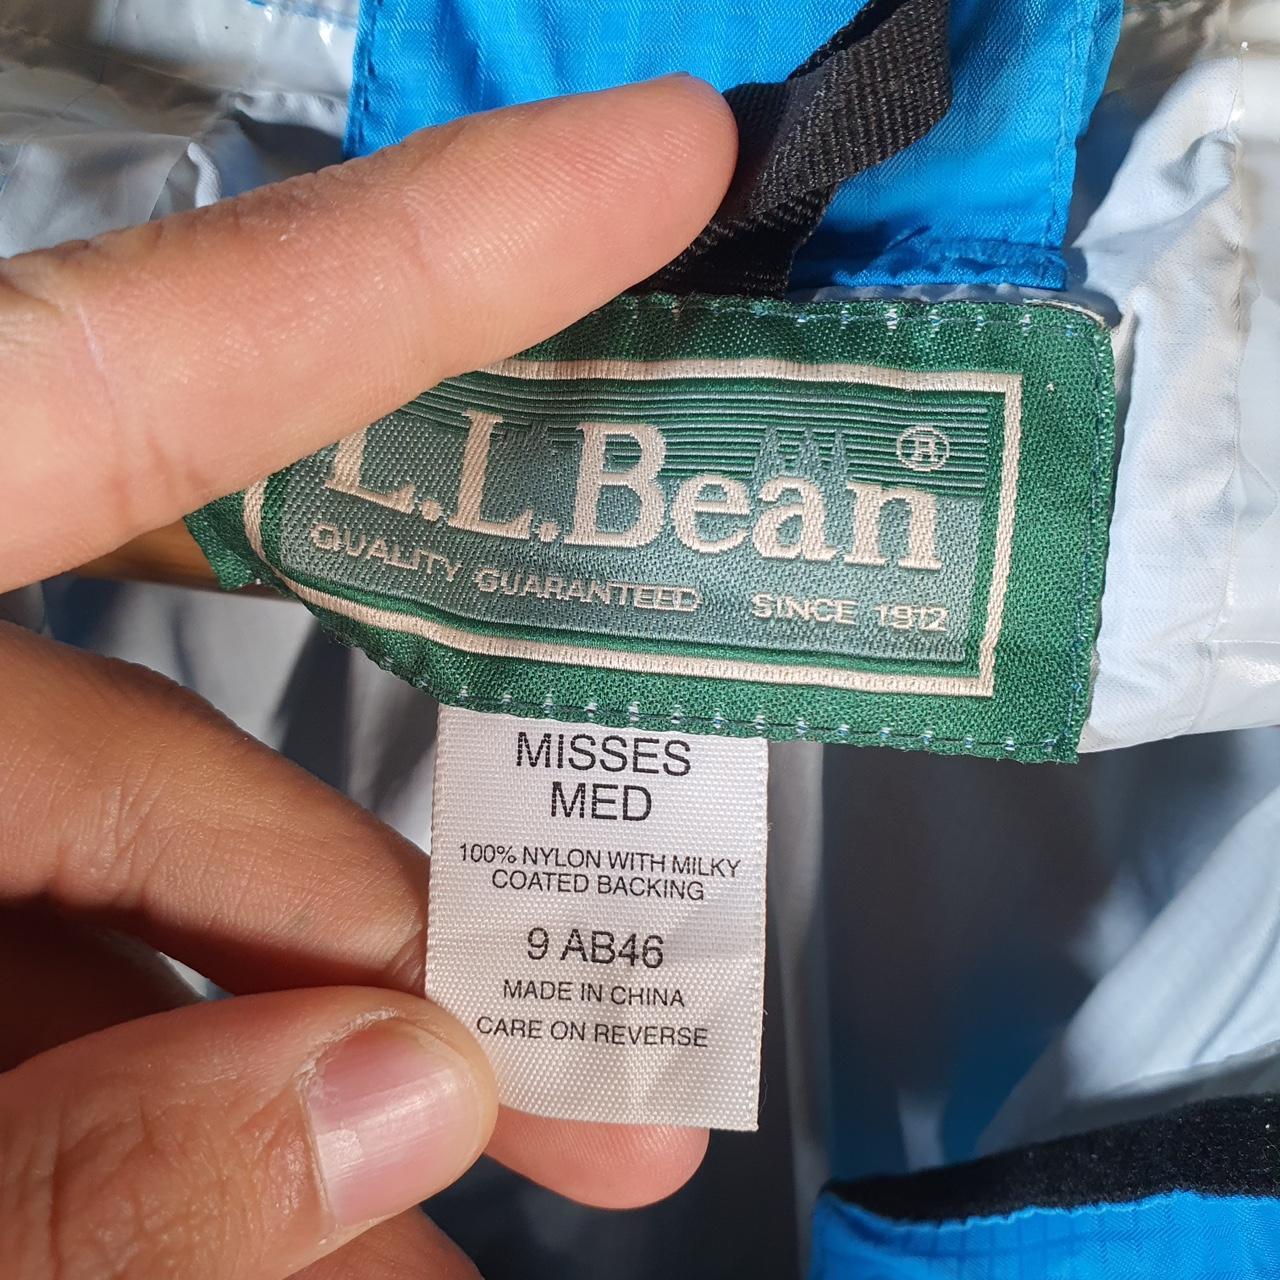 L.L.Bean®
QUALITY GUARANTEED SINCE 1912
MISSES
MED
100% NYLON WITH MILKY
COATED BACKING
9 AB46
MADE IN CHINA
CARE ON REVERSE